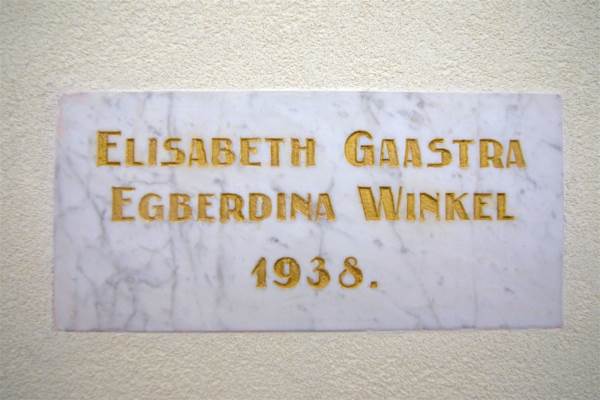 ELISABETH GAASTRA
EGBERDINA WINKEL
1938.